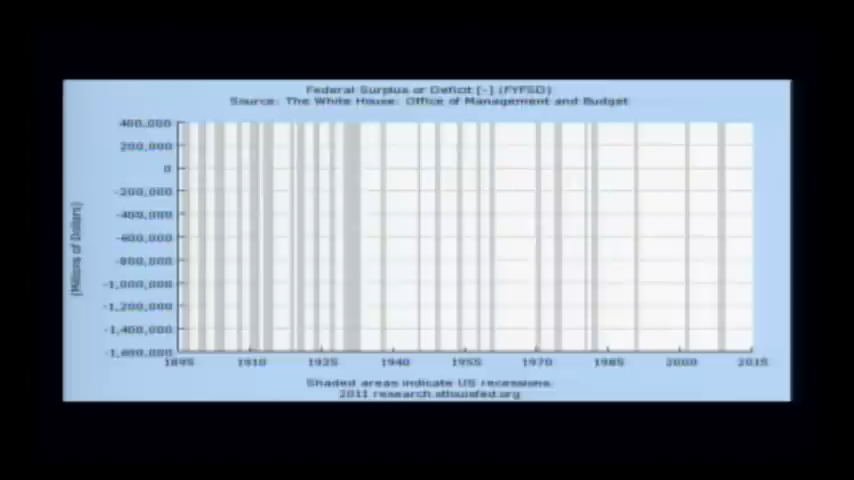 Federal Surplus or Deficit [-] (FYFSD)
Source: The White House: Office of Management and Budget
400,000
200,000
0
-200,000
-400,000
-600,000
-800,000
-1,000,000
-1,200,000
-1,400,000
-1,600,000
(Millions of Dollars)
1895 1910 1925 1940 1955 1970 1985 2000 2015
Shaded areas indicate US recessions.
2011 research.stlouisfed.org